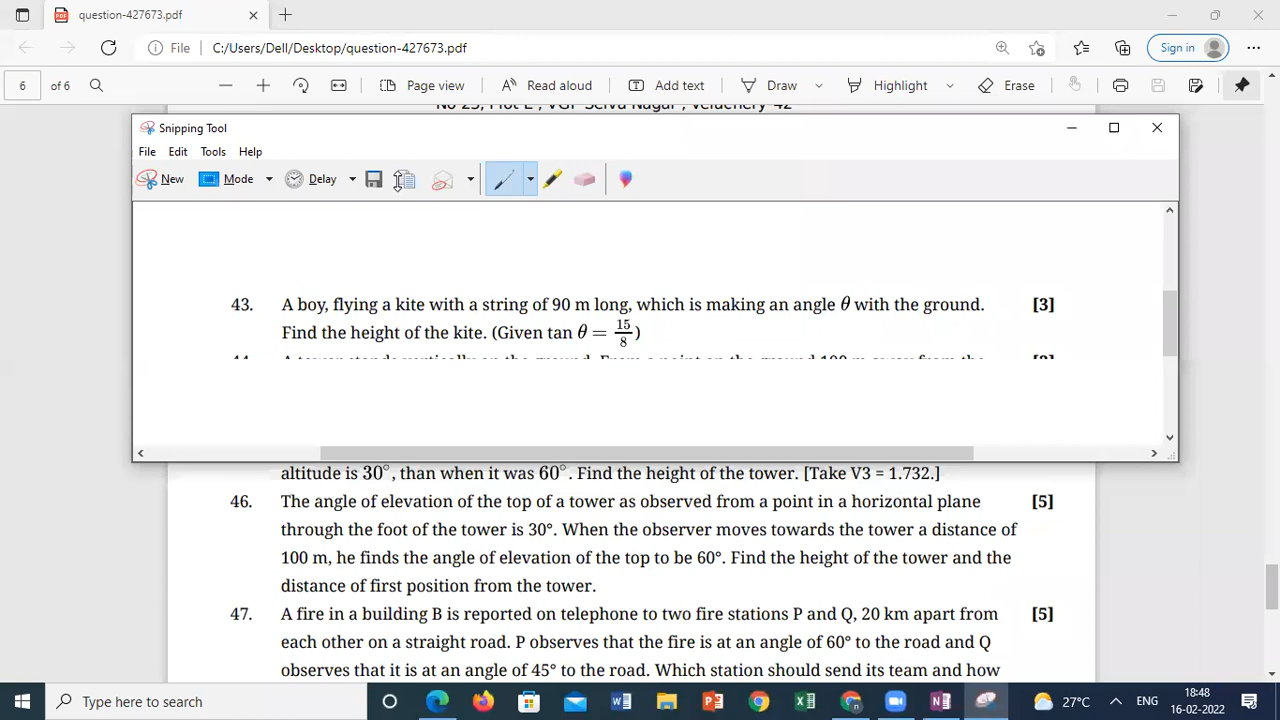 question-427673.pdf
File C:/Users/Dell/Desktop/question-427673.pdf Sign in
6 of 6 Page view Read aloud Add text Draw Highlight Erase
No 25, Plot E , VGP Selva Nagar , Velachery-42
Snipping Tool
File Edit Tools Help
New Mode Delay
43. A boy, flying a kite with a string of 90 m long, which is making an angle θ with the ground. [3]
Find the height of the kite. (Given tan θ = 15/8)
44. A tower stands vertically on the ground. From a point on the ground 100 m away from the
altitude is 30°, than when it was 60°. Find the height of the tower. [Take V3 = 1.732.]
46. The angle of elevation of the top of a tower as observed from a point in a horizontal plane [5]
through the foot of the tower is 30°. When the observer moves towards the tower a distance of
100 m, he finds the angle of elevation of the top to be 60°. Find the height of the tower and the
distance of first position from the tower.
47. A fire in a building B is reported on telephone to two fire stations P and Q, 20 km apart from [5]
each other on a straight road. P observes that the fire is at an angle of 60° to the road and Q
observes that it is at an angle of 45° to the road. Which station should send its team and how
Type here to search 27°C ENG 18:48
16-02-2022